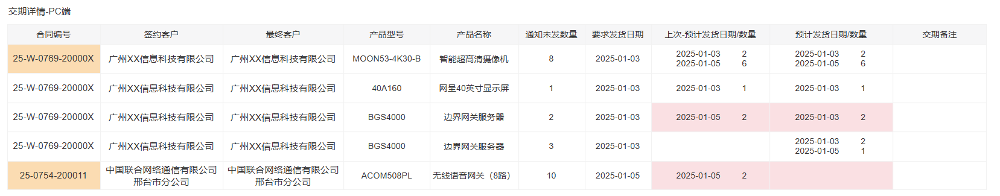 交期详情-PC端
合同编号 签约客户 最终客户 产品型号 产品名称 通知未发数量 要求发货日期 上次-预计发货日期/数量 预计发货日期/数量 交期备注
25-W-0769-20000X 广州XX信息科技有限公司 广州XX信息科技有限公司 MOON53-4K30-B 智能超高清摄像机 8 2025-01-03 2025-01-03 2 2025-01-03 2
2025-01-05 6 2025-01-05 6
25-W-0769-20000X 广州XX信息科技有限公司 广州XX信息科技有限公司 40A160 网呈40英寸显示屏 1 2025-01-03 2025-01-03 1 2025-01-03 1
25-W-0769-20000X 广州XX信息科技有限公司 广州XX信息科技有限公司 BGS4000 边界网关服务器 2 2025-01-03 2025-01-05 2 2025-01-03 2
25-W-0769-20000X 广州XX信息科技有限公司 广州XX信息科技有限公司 BGS4000 边界网关服务器 3 2025-01-03 2025-01-03 2
2025-01-05 1
25-0754-200011 中国联合网络通信有限公司 中国联合网络通信有限公司 ACOM508PL 无线语音网关（8路） 10 2025-01-05 2025-01-05 2
邢台市分公司 邢台市分公司